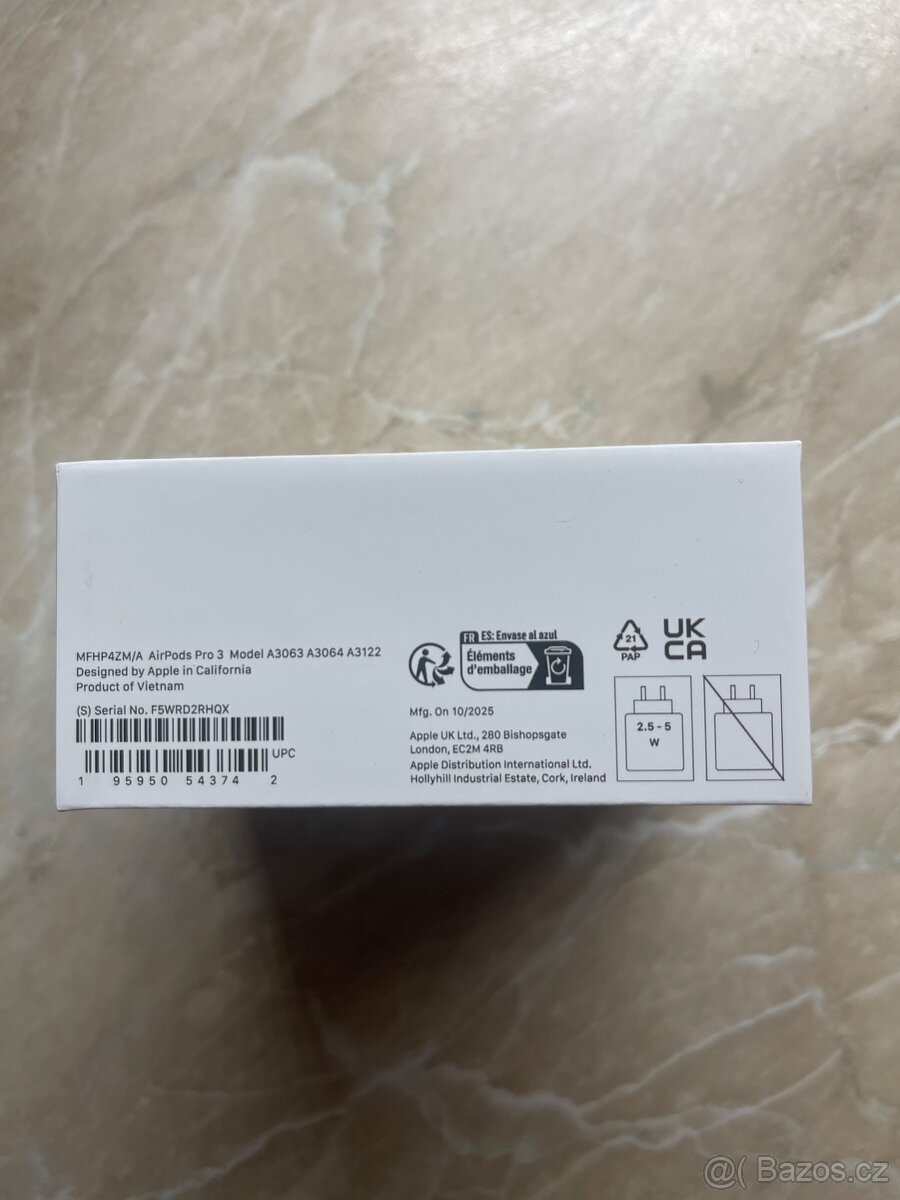 MFHP4ZM/A AirPods Pro 3 Model A3063 A3064 A3122
Designed by Apple in California
Product of Vietnam
(S) Serial No. F5WRD2RHQX
UPC
1 95950 54374 2
FR ES: Envase al azul
Éléments
d'emballage
Mfg. On 10/2025
Apple UK Ltd., 280 Bishopsgate
London, EC2M 4RB
Apple Distribution International Ltd.
Hollyhill Industrial Estate, Cork, Ireland
21
PAP
UK
CA
2.5 - 5
W
@( Bazos.cz